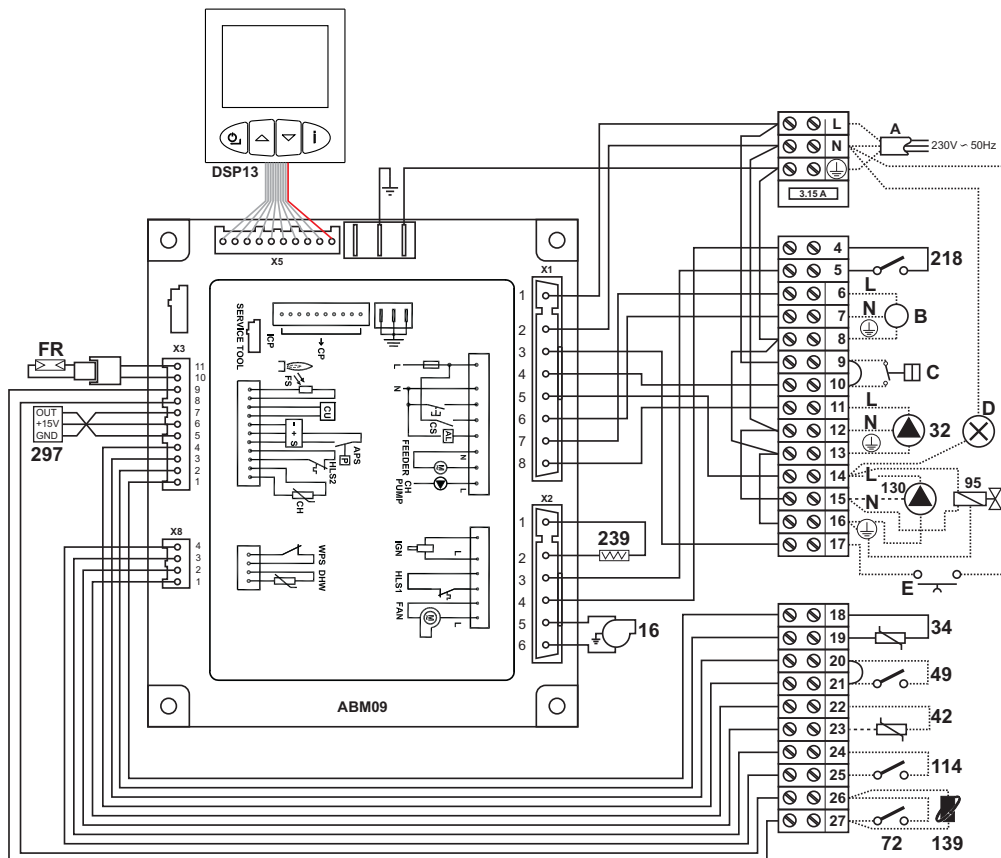 DSP13
X5
L
N
3.15 A
A
230V ~ 50Hz
X1
1
2
3
4
5
6
7
8
4
5
6
7
8
9
10
11
12
13
14
15
16
17
218
L
N
B
C
D
L
N
32
L
N
130
95
E
SERVICE TOOL
ICP
CP
FS
CU
- + S
APS
P
HLS2
CH
L
N
CS
AL
FEEDER
CH
PUMP
M
N
L
FR
X3
11
10
9
8
7
6
5
4
3
2
1
OUT
+15V
GND
297
X8
4
3
2
1
WPS
DHW
IGN
L
HLS1
FAN
M
L
X2
1
2
3
4
5
6
239
16
ABM09
18
19
20
21
22
23
24
25
26
27
34
49
42
114
72
139